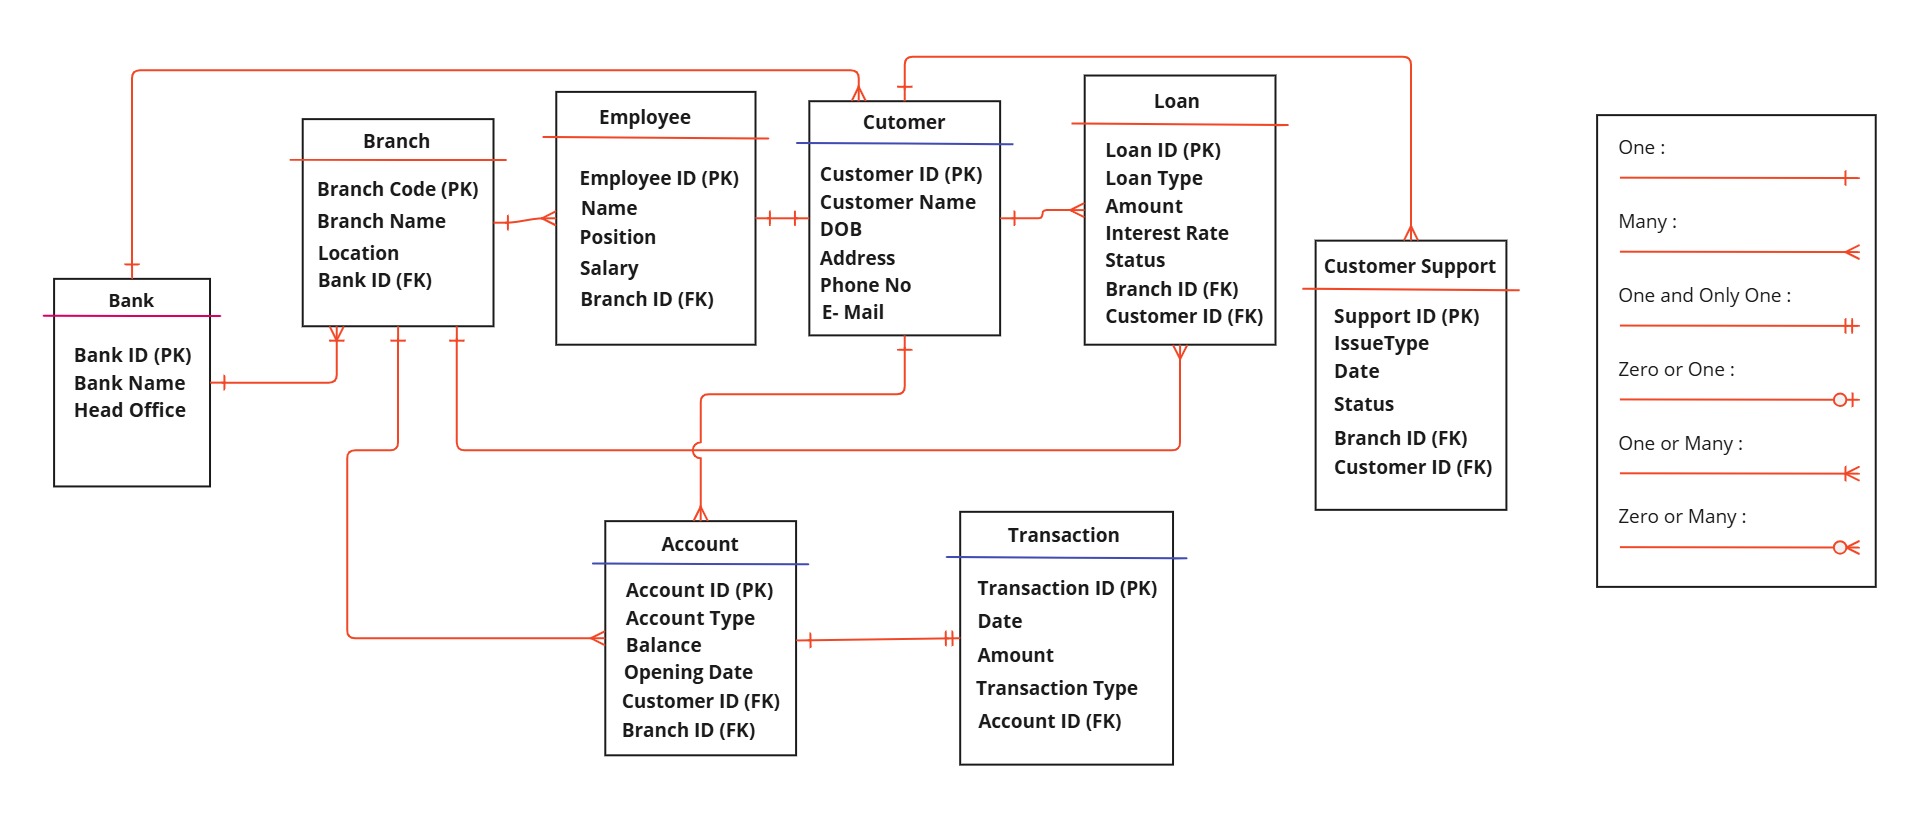 Bank
Bank ID (PK)
Bank Name
Head Office
Branch
Branch Code (PK)
Branch Name
Location
Bank ID (FK)
Employee
Employee ID (PK)
Name
Position
Salary
Branch ID (FK)
Cutomer
Customer ID (PK)
Customer Name
DOB
Address
Phone No
E- Mail
Loan
Loan ID (PK)
Loan Type
Amount
Interest Rate
Status
Branch ID (FK)
Customer ID (FK)
Customer Support
Support ID (PK)
IssueType
Date
Status
Branch ID (FK)
Customer ID (FK)
Account
Account ID (PK)
Account Type
Balance
Opening Date
Customer ID (FK)
Branch ID (FK)
Transaction
Transaction ID (PK)
Date
Amount
Transaction Type
Account ID (FK)
One :
Many :
One and Only One :
Zero or One :
One or Many :
Zero or Many :